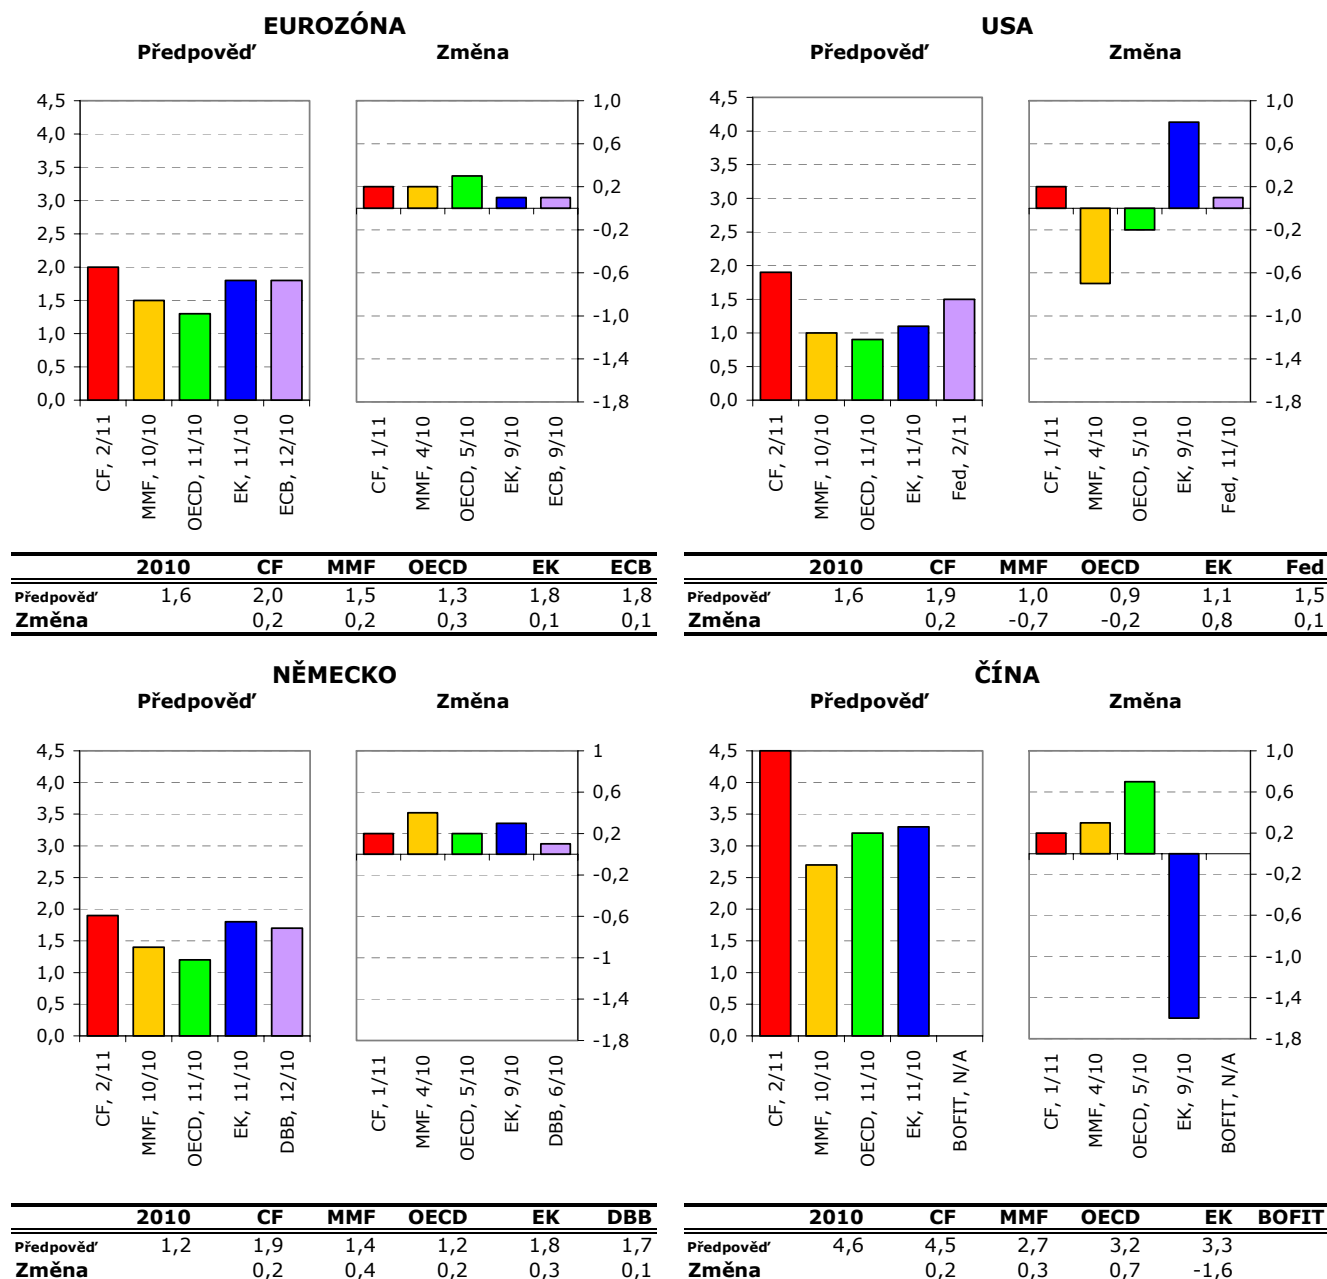 EUROZÓNA
Předpověď Změna
4,5
4,0
3,5
3,0
2,5
2,0
1,5
1,0
0,5
0,0
CF, 2/11
MMF, 10/10
OECD, 11/10
EK, 11/10
ECB, 12/10
1,0
0,6
0,2
-0,2
-0,6
-1,0
-1,4
-1,8
CF, 1/11
MMF, 4/10
OECD, 5/10
EK, 9/10
ECB, 9/10
2010 CF MMF OECD EK ECB
Předpověď 1,6 2,0 1,5 1,3 1,8 1,8
Změna 0,2 0,2 0,3 0,1 0,1
USA
Předpověď Změna
4,5
4,0
3,5
3,0
2,5
2,0
1,5
1,0
0,5
0,0
CF, 2/11
MMF, 10/10
OECD, 11/10
EK, 11/10
Fed, 2/11
1,0
0,6
0,2
-0,2
-0,6
-1,0
-1,4
-1,8
CF, 1/11
MMF, 4/10
OECD, 5/10
EK, 9/10
Fed, 11/10
2010 CF MMF OECD EK Fed
Předpověď 1,6 1,9 1,0 0,9 1,1 1,5
Změna 0,2 -0,7 -0,2 0,8 0,1
NĚMECKO
Předpověď Změna
4,5
4,0
3,5
3,0
2,5
2,0
1,5
1,0
0,5
0,0
CF, 2/11
MMF, 10/10
OECD, 11/10
EK, 11/10
DBB, 12/10
1
0,6
0,2
-0,2
-0,6
-1
-1,4
-1,8
CF, 1/11
MMF, 4/10
OECD, 5/10
EK, 9/10
DBB, 6/10
2010 CF MMF OECD EK DBB
Předpověď 1,2 1,9 1,4 1,2 1,8 1,7
Změna 0,2 0,4 0,2 0,3 0,1
ČÍNA
Předpověď Změna
4,5
4,0
3,5
3,0
2,5
2,0
1,5
1,0
0,5
0,0
CF, 2/11
MMF, 10/10
OECD, 11/10
EK, 11/10
BOFIT, N/A
1,0
0,6
0,2
-0,2
-0,6
-1,0
-1,4
-1,8
CF, 1/11
MMF, 4/10
OECD, 5/10
EK, 9/10
BOFIT, N/A
2010 CF MMF OECD EK BOFIT
Předpověď 4,6 4,5 2,7 3,2 3,3
Změna 0,2 0,3 0,7 -1,6